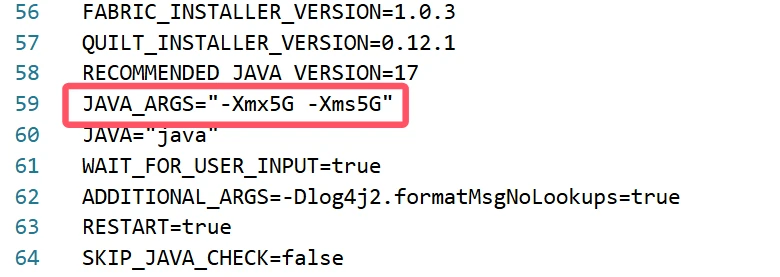 56 FABRIC_INSTALLER_VERSION=1.0.3
57 QUILT_INSTALLER_VERSION=0.12.1
58 RECOMMENDED_JAVA_VERSION=17
59 JAVA_ARGS="-Xmx5G -Xms5G"
60 JAVA="java"
61 WAIT_FOR_USER_INPUT=true
62 ADDITIONAL_ARGS=-Dlog4j2.formatMsgNoLookups=true
63 RESTART=true
64 SKIP_JAVA_CHECK=false